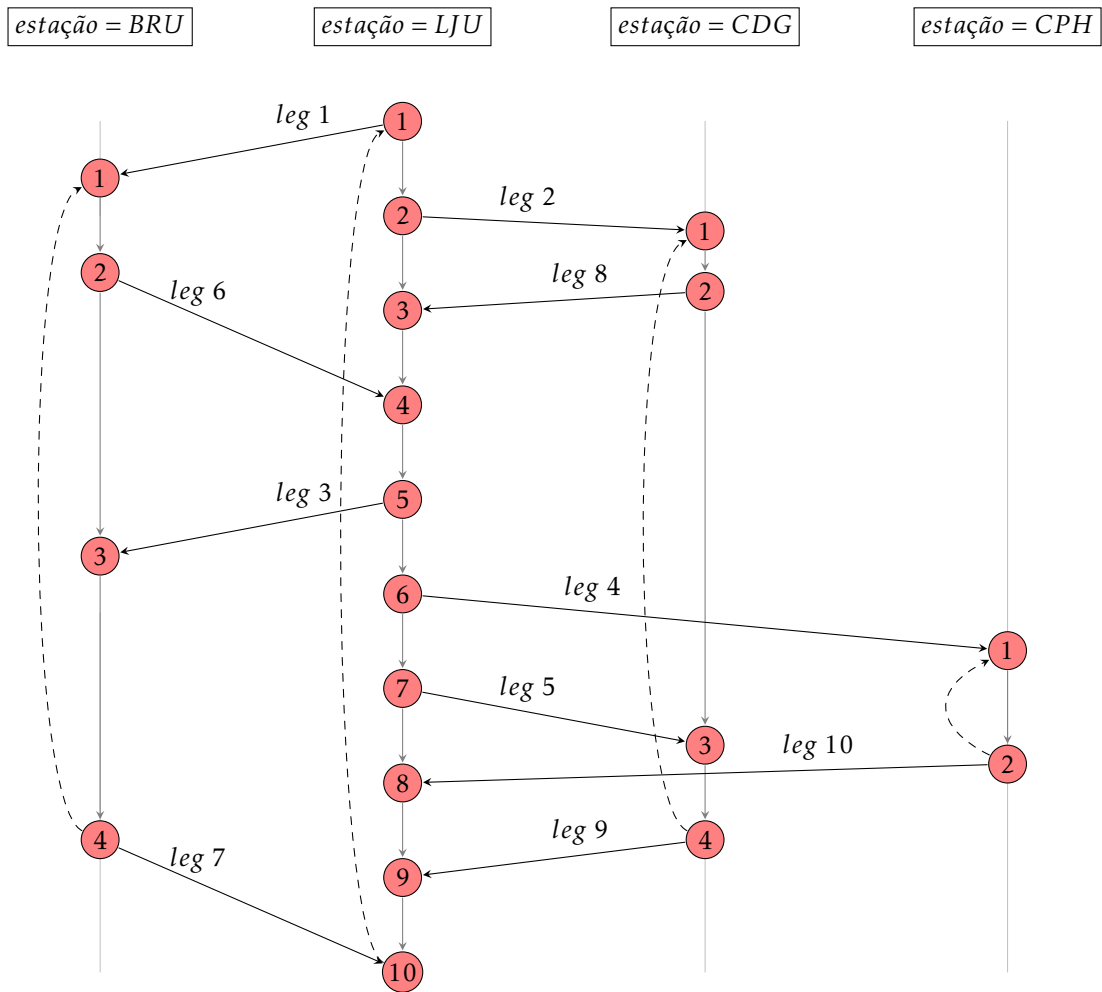 estação = BRU
estação = LJU
estação = CDG
estação = CPH
leg 1
1
1
leg 2
2
1
2
leg 6
leg 8
2
3
4
leg 3
5
3
leg 4
6
1
leg 5
7
3
leg 10
2
8
4
leg 9
4
leg 7
9
10